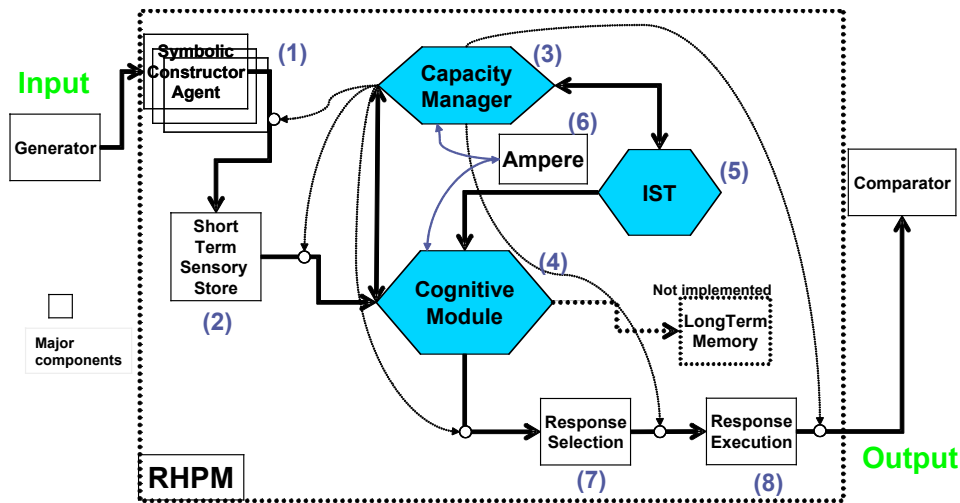 Input
Generator
Symbolic
Constructor
Agent
(1)
Capacity
Manager
(3)
(6)
Ampere
IST
(5)
Comparator
Short
Term
Sensory
Store
(2)
(4)
Cognitive
Module
Not implemented
LongTerm
Memory
Major
components
Response
Selection
(7)
Response
Execution
(8)
Output
RHPM